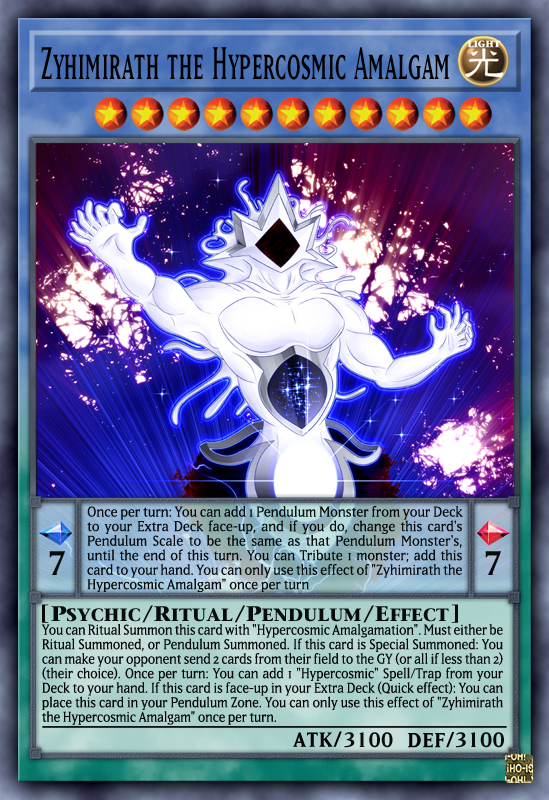 Zyhimirath the Hypercosmic Amalgam
LIGHT
光
Once per turn: You can add 1 Pendulum Monster from your Deck
to your Extra Deck face-up, and if you do, change this card's
Pendulum Scale to be the same as that Pendulum Monster's,
until the end of this turn. You can Tribute 1 monster; add this
card to your hand. You can only use this effect of "Zyhimirath the
Hypercosmic Amalgam" once per turn
7
7
[Psychic/Ritual/Pendulum/Effect]
You can Ritual Summon this card with "Hypercosmic Amalgamation". Must either be
Ritual Summoned, or Pendulum Summoned. If this card is Special Summoned: You
can make your opponent send 2 cards from their field to the GY (or all if less than 2)
(their choice). Once per turn: You can add 1 "Hypercosmic" Spell/Trap from your
Deck to your hand. If this card is face-up in your Extra Deck (Quick effect): You can
place this card in your Pendulum Zone. You can only use this effect of "Zyhimirath
the Hypercosmic Amalgam" once per turn.
ATK/3100 DEF/3100